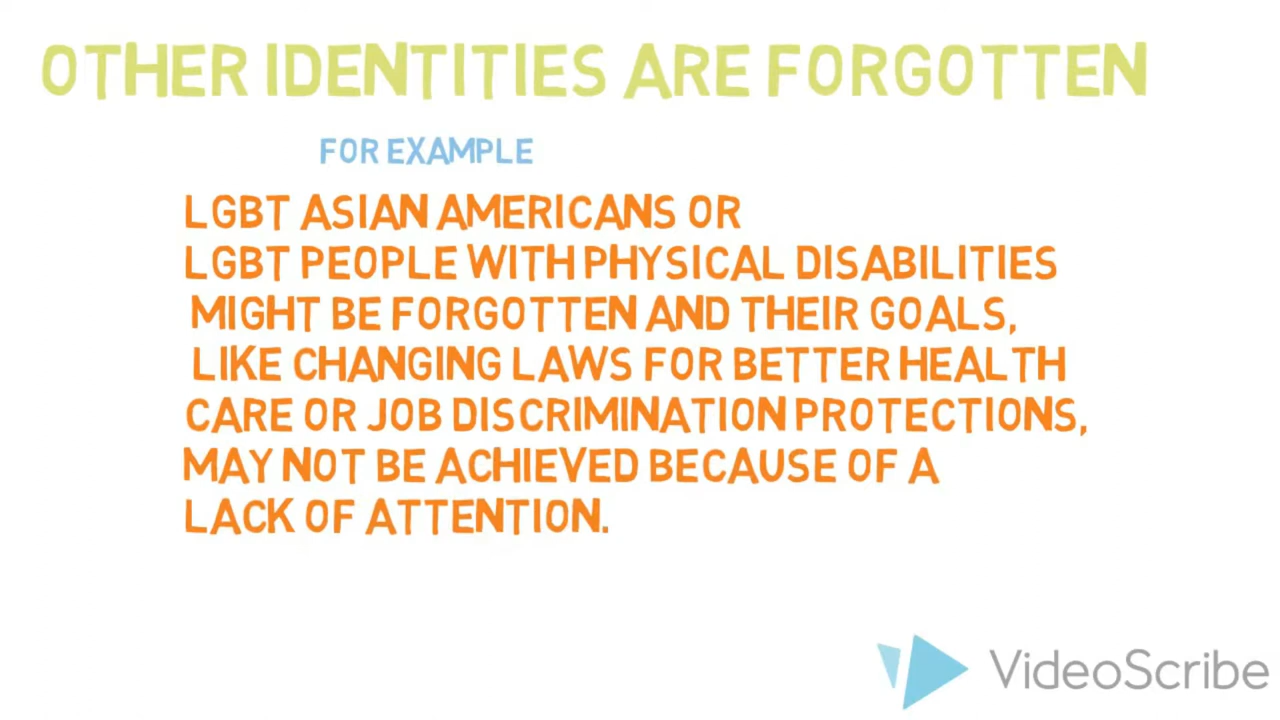 OTHER IDENTITIES ARE FORGOTTEN
FOR EXAMPLE
LGBT ASIAN AMERICANS OR
LGBT PEOPLE WITH PHYSICAL DISABILITIES
MIGHT BE FORGOTTEN AND THEIR GOALS,
LIKE CHANGING LAWS FOR BETTER HEALTH
CARE OR JOB DISCRIMINATION PROTECTIONS,
MAY NOT BE ACHIEVED BECAUSE OF A
LACK OF ATTENTION.
VideoScribe